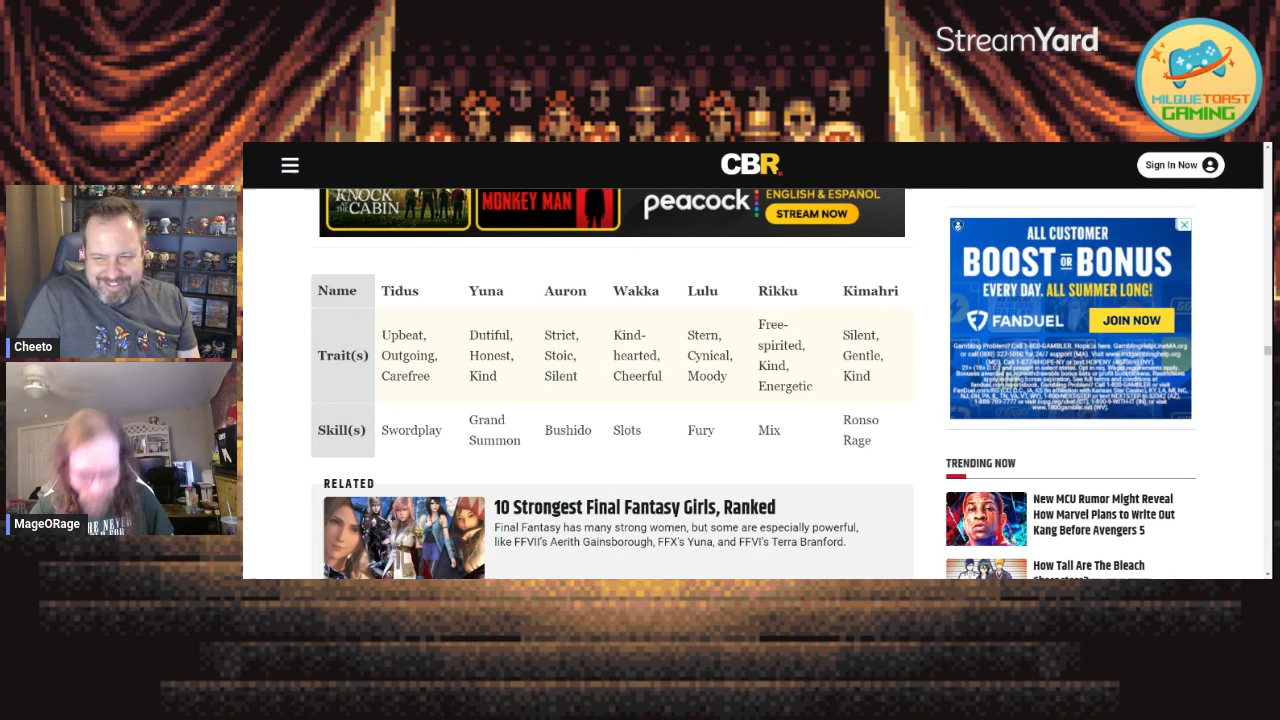 StreamYard
MILQUETOAST
GAMING
CBR.
Sign In Now
KNOCK
AT THE
CABIN
MONKEY MAN
peacock
ENGLISH & ESPAÑOL
STREAM NOW
Name Tidus Yuna Auron Wakka Lulu Rikku Kimahri
Trait(s)
Upbeat,
Outgoing,
Carefree
Dutiful,
Honest,
Kind
Strict,
Stoic,
Silent
Kind-
hearted,
Cheerful
Stern,
Cynical,
Moody
Free-
spirited,
Kind,
Energetic
Silent,
Gentle,
Kind
Skill(s)
Swordplay
Grand
Summon
Bushido
Slots
Fury
Mix
Ronso
Rage
RELATED
10 Strongest Final Fantasy Girls, Ranked
Final Fantasy has many strong women, but some are especially powerful,
like FFVII's Aerith Gainsborough, FFX's Yuna, and FFVI's Terra Branford.
ALL CUSTOMER
BOOST OR BONUS
EVERY DAY. ALL SUMMER LONG!
FANDUEL
JOIN NOW
TRENDING NOW
New MCU Rumor Might Reveal
How Marvel Plans to Write Out
Kang Before Avengers 5
How Tall Are The Bleach
Cheeto
MageORage